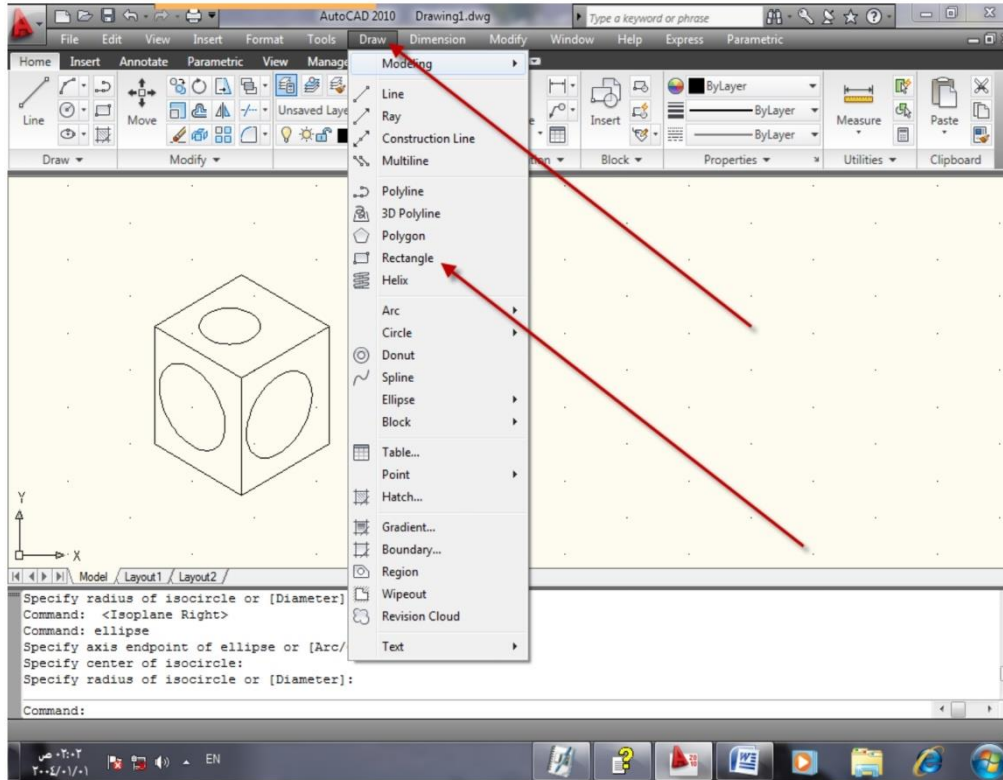 AutoCAD 2010 Drawing1.dwg
Type a keyword or phrase
File Edit View Insert Format Tools Draw Dimension Modify Window Help Express Parametric
Home Insert Annotate Parametric View Manage
Line
Move
Unsaved Laye
Insert
ByLayer
ByLayer
ByLayer
Measure
Paste
Draw
Modify
Block
Properties
Utilities
Clipboard
Modeling
Line
Ray
Construction Line
Multiline
Polyline
3D Polyline
Polygon
Rectangle
Helix
Arc
Circle
Donut
Spline
Ellipse
Block
Table...
Point
Hatch...
Gradient...
Boundary...
Region
Wipeout
Revision Cloud
Text
Y
X
Model Layout1 Layout2
Specify radius of isocircle or [Diameter]
Command: <Isoplane Right>
Command: ellipse
Specify axis endpoint of ellipse or [Arc/
Specify center of isocircle:
Specify radius of isocircle or [Diameter]:
Command:
٠٢:٠٢ ص
٢٠٠٤/٠١/٠١
EN